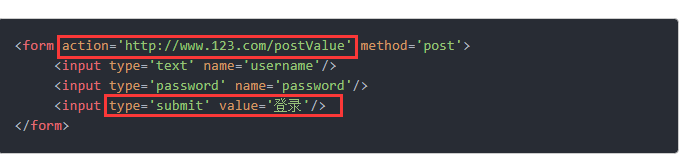 <form action='http://www.123.com/postValue' method='post'>
<input type='text' name='username'/>
<input type='password' name='password'/>
<input type='submit' value='登录'/>
</form>